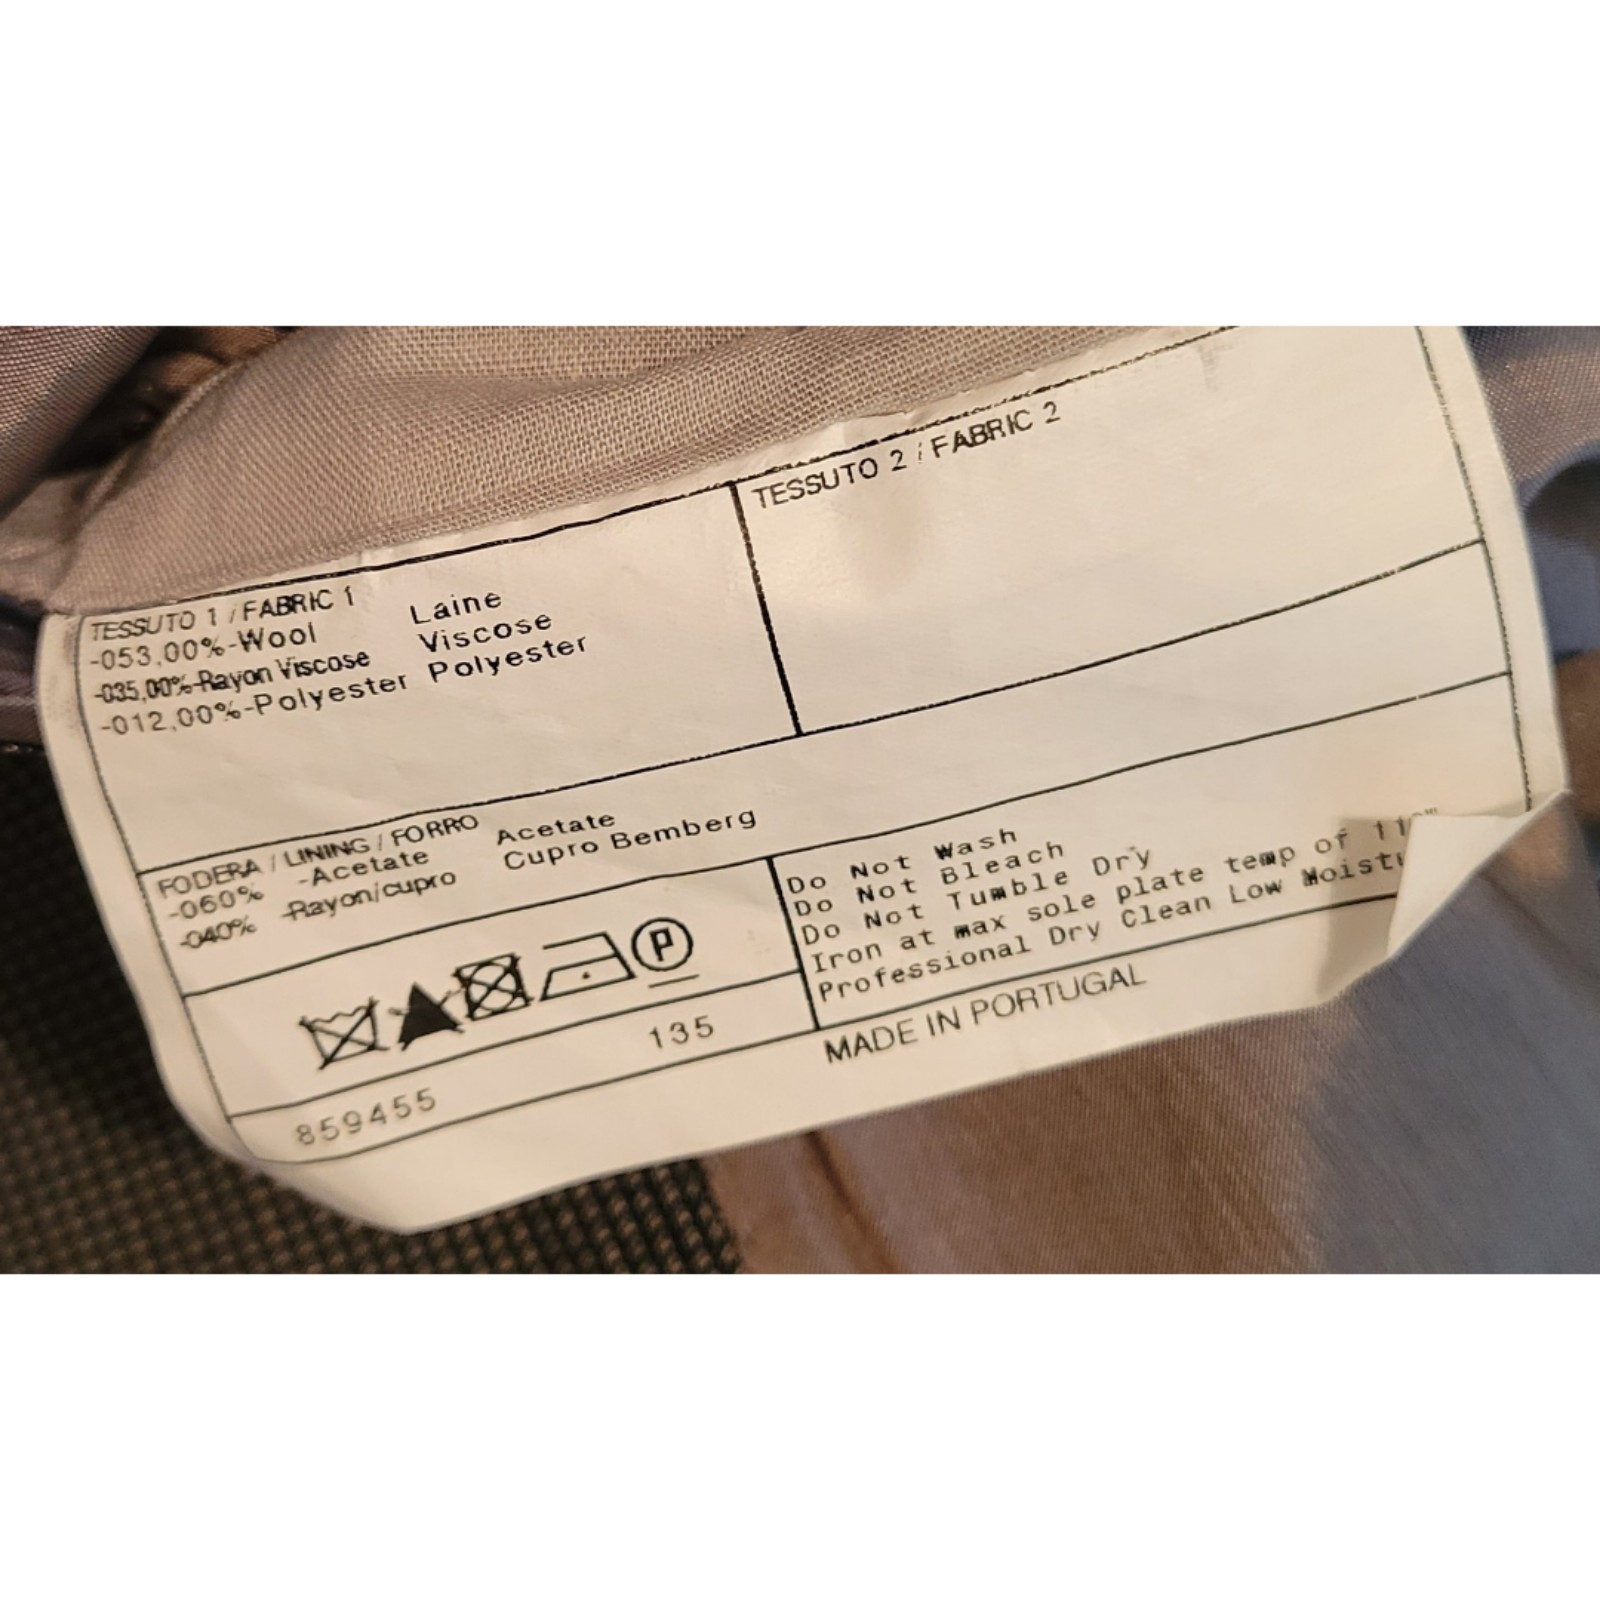 TESSUTO 1 / FABRIC 1
-053,00%-Wool Laine
-035,00%-Rayon Viscose Viscose
-012,00%-Polyester Polyester
TESSUTO 2 / FABRIC 2
FODERA / LINING / FORRO
-060% -Acetate Acetate
-040% -Rayon/cupro Cupro Bemberg
P
Do Not Wash
Do Not Bleach
Do Not Tumble Dry
Iron at max sole plate temp of
Professional Dry Clean Low
135
859455
MADE IN PORTUGAL